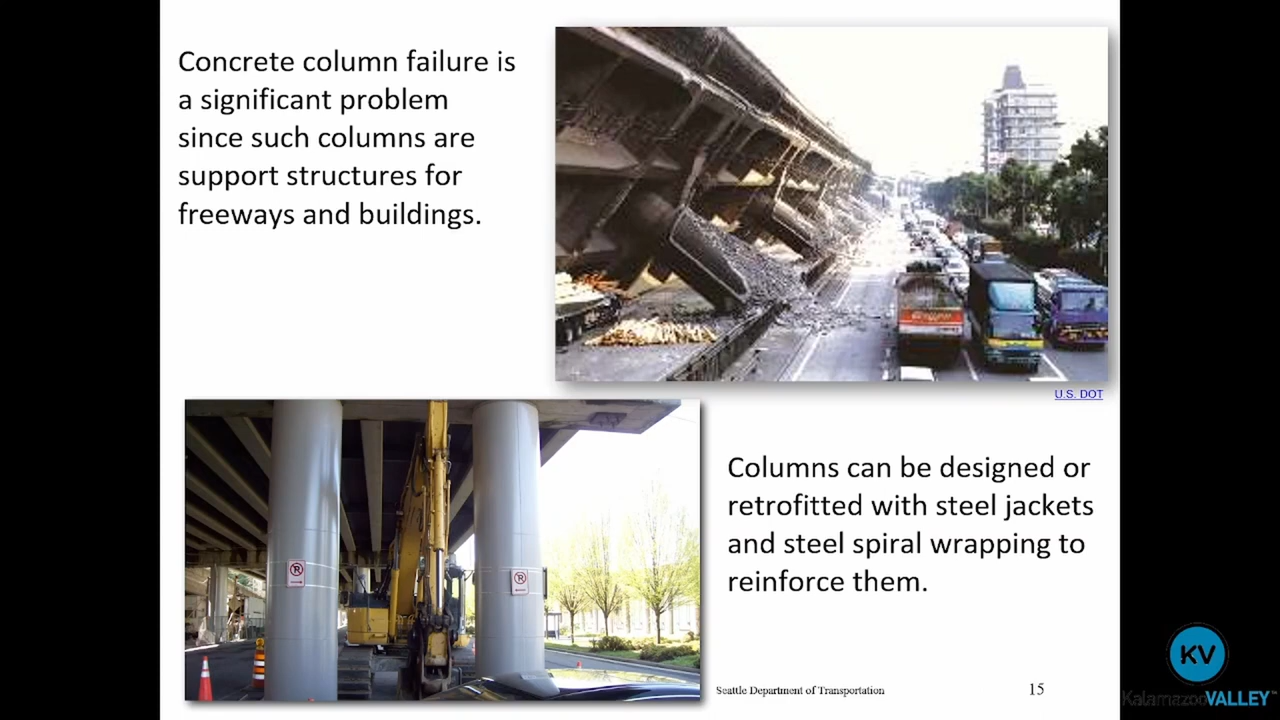 Concrete column failure is
a significant problem
since such columns are
support structures for
freeways and buildings.
U.S. DOT
Columns can be designed or
retrofitted with steel jackets
and steel spiral wrapping to
reinforce them.
Seattle Department of Transportation
15
KV
Kalamazoo VALLEY™